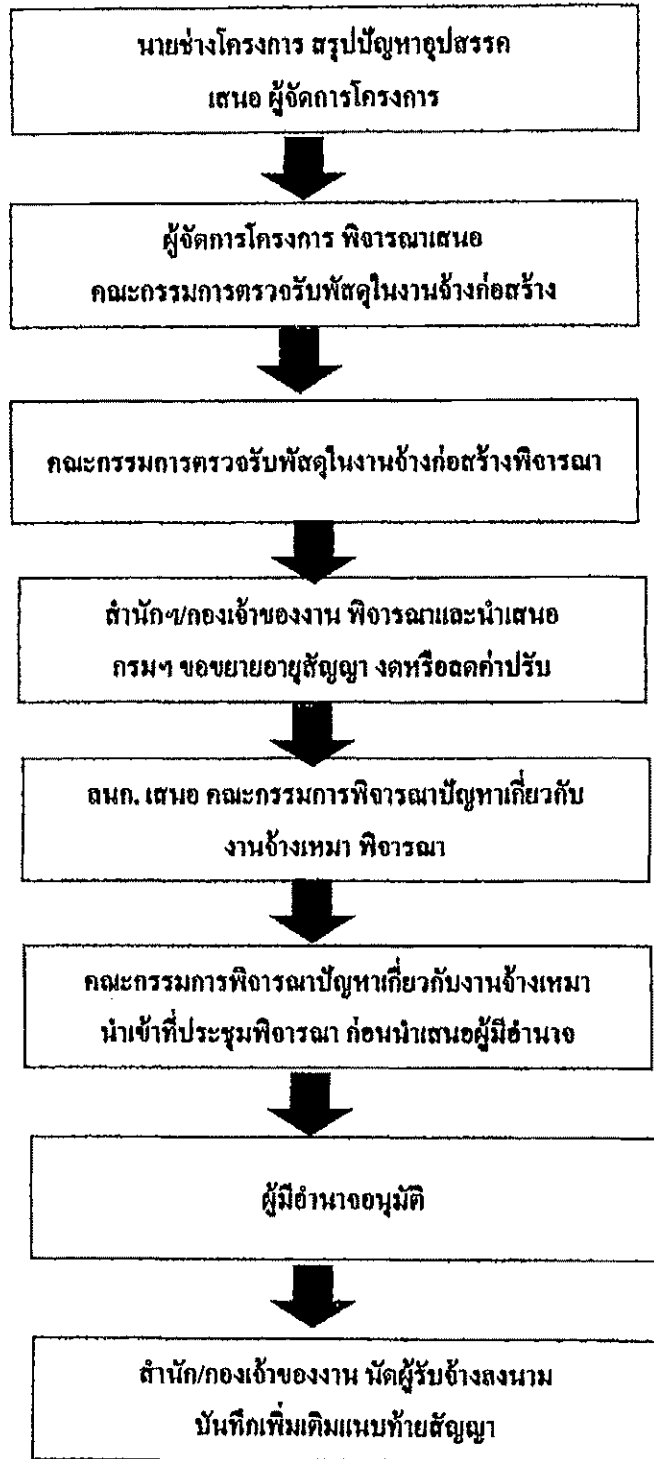 นายช่างโครงการ สรุปปัญหาอุปสรรค
เสนอ ผู้จัดการโครงการ
ผู้จัดการโครงการ พิจารณาเสนอ
คณะกรรมการตรวจรับพัสดุในงานจ้างก่อสร้าง
คณะกรรมการตรวจรับพัสดุในงานจ้างก่อสร้างพิจารณา
สำนักฯ/กองเจ้าของงาน พิจารณาและนำเสนอ
กรมฯ ขอขยายอายุสัญญา งดหรือลดค่าปรับ
ลนก. เสนอ คณะกรรมการพิจารณาปัญหาเกี่ยวกับ
งานจ้างเหมา พิจารณา
คณะกรรมการพิจารณาปัญหาเกี่ยวกับงานจ้างเหมา
นำเข้าที่ประชุมพิจารณา ก่อนนำเสนอผู้มีอำนาจ
ผู้มีอำนาจอนุมัติ
สำนัก/กองเจ้าของงาน นัดผู้รับจ้างลงนาม
บันทึกเพิ่มเติมแนบท้ายสัญญา